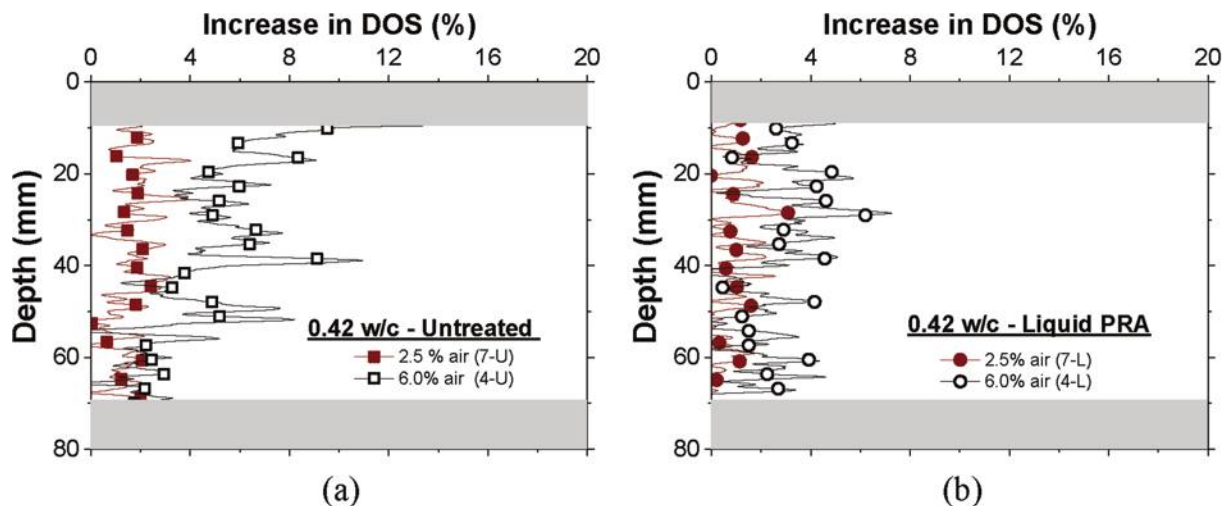 Increase in DOS (%)
0 4 8 12 16 20
0
20
40
60
80
Depth (mm)
0.42 w/c - Untreated
2.5 % air (7-U)
6.0% air (4-U)
(a)
Increase in DOS (%)
0 4 8 12 16 20
0
20
40
60
80
Depth (mm)
0.42 w/c - Liquid PRA
2.5% air (7-L)
6.0% air (4-L)
(b)